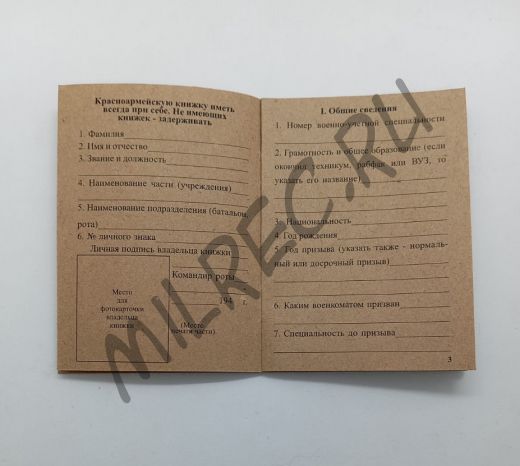 Красноармейскую книжку иметь
всегда при себе. Не имеющих
книжек - задерживать
1. Фамилия
2. Имя и отчество
3. Звание и должность
4. Наименование части (учреждения)
5. Наименование подразделения (батальон,
рота)
6. № личного знака
Личная подпись владельца книжки
Место
для
фотокарточки
владельца
книжки
Командир роты
194 г.
(Место
печати части)
I. Общие сведения
1. Номер военно-учетной специальности
2. Грамотность и общее образование (если
окончил техникум, рабфак или ВУЗ, то
указать его название)
3. Национальность
4. Год рождения
5. Год призыва (указать также - нормаль-
ный или досрочный призыв)
6. Каким военкоматом призван
7. Специальность до призыва
3
MILREC.RU